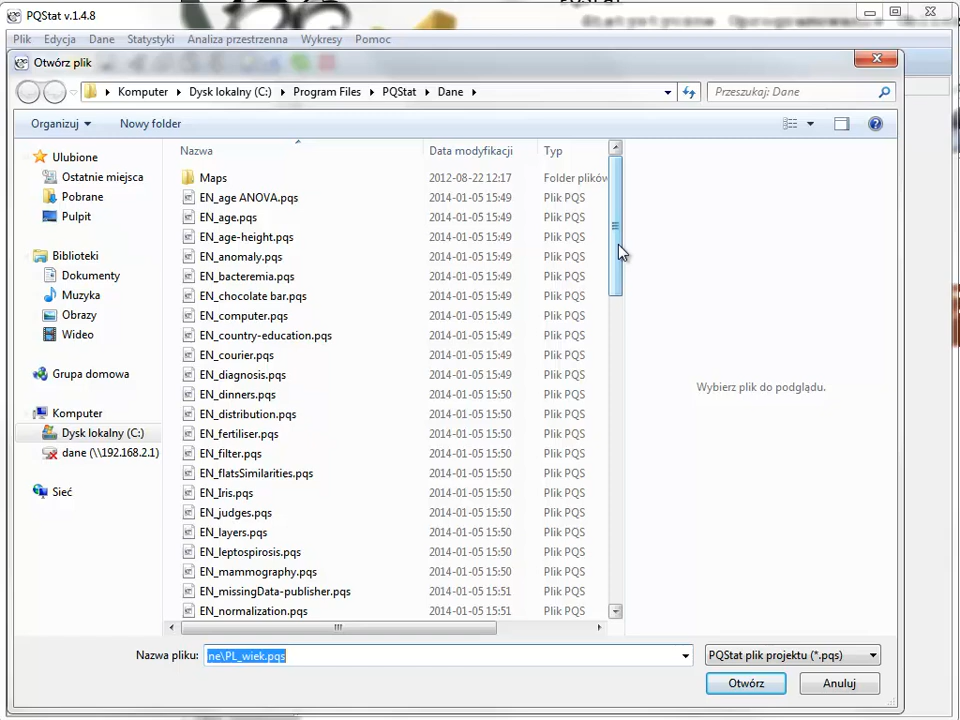 PQStat v.1.4.8
Plik Edycja Dane Statystyki Analiza przestrzenna Wykresy Pomoc
Otwórz plik
Komputer Dysk lokalny (C:) Program Files PQStat Dane
Przeszukaj: Dane
Organizuj Nowy folder
Nazwa Data modyfikacji Typ
Ulubione
Ostatnie miejsca
Pobrane
Pulpit
Biblioteki
Dokumenty
Muzyka
Obrazy
Wideo
Grupa domowa
Komputer
Dysk lokalny (C:)
dane (\\192.168.2.1)
Sieć
Maps 2012-08-22 12:17 Folder plików
EN_age ANOVA.pqs 2014-01-05 15:49 Plik PQS
EN_age.pqs 2014-01-05 15:49 Plik PQS
EN_age-height.pqs 2014-01-05 15:49 Plik PQS
EN_anomaly.pqs 2014-01-05 15:49 Plik PQS
EN_bacteremia.pqs 2014-01-05 15:49 Plik PQS
EN_chocolate bar.pqs 2014-01-05 15:49 Plik PQS
EN_computer.pqs 2014-01-05 15:49 Plik PQS
EN_country-education.pqs 2014-01-05 15:49 Plik PQS
EN_courier.pqs 2014-01-05 15:49 Plik PQS
EN_diagnosis.pqs 2014-01-05 15:49 Plik PQS
EN_dinners.pqs 2014-01-05 15:50 Plik PQS
EN_distribution.pqs 2014-01-05 15:50 Plik PQS
EN_fertiliser.pqs 2014-01-05 15:50 Plik PQS
EN_filter.pqs 2014-01-05 15:50 Plik PQS
EN_flatsSimilarities.pqs 2014-01-05 15:50 Plik PQS
EN_Iris.pqs 2014-01-05 15:50 Plik PQS
EN_judges.pqs 2014-01-05 15:50 Plik PQS
EN_layers.pqs 2014-01-05 15:50 Plik PQS
EN_leptospirosis.pqs 2014-01-05 15:50 Plik PQS
EN_mammography.pqs 2014-01-05 15:50 Plik PQS
EN_missingData-publisher.pqs 2014-01-05 15:51 Plik PQS
EN_normalization.pqs 2014-01-05 15:51 Plik PQS
Wybierz plik do podglądu.
Nazwa pliku: ne\PL_wiek.pqs
PQStat plik projektu (*.pqs)
Otwórz Anuluj